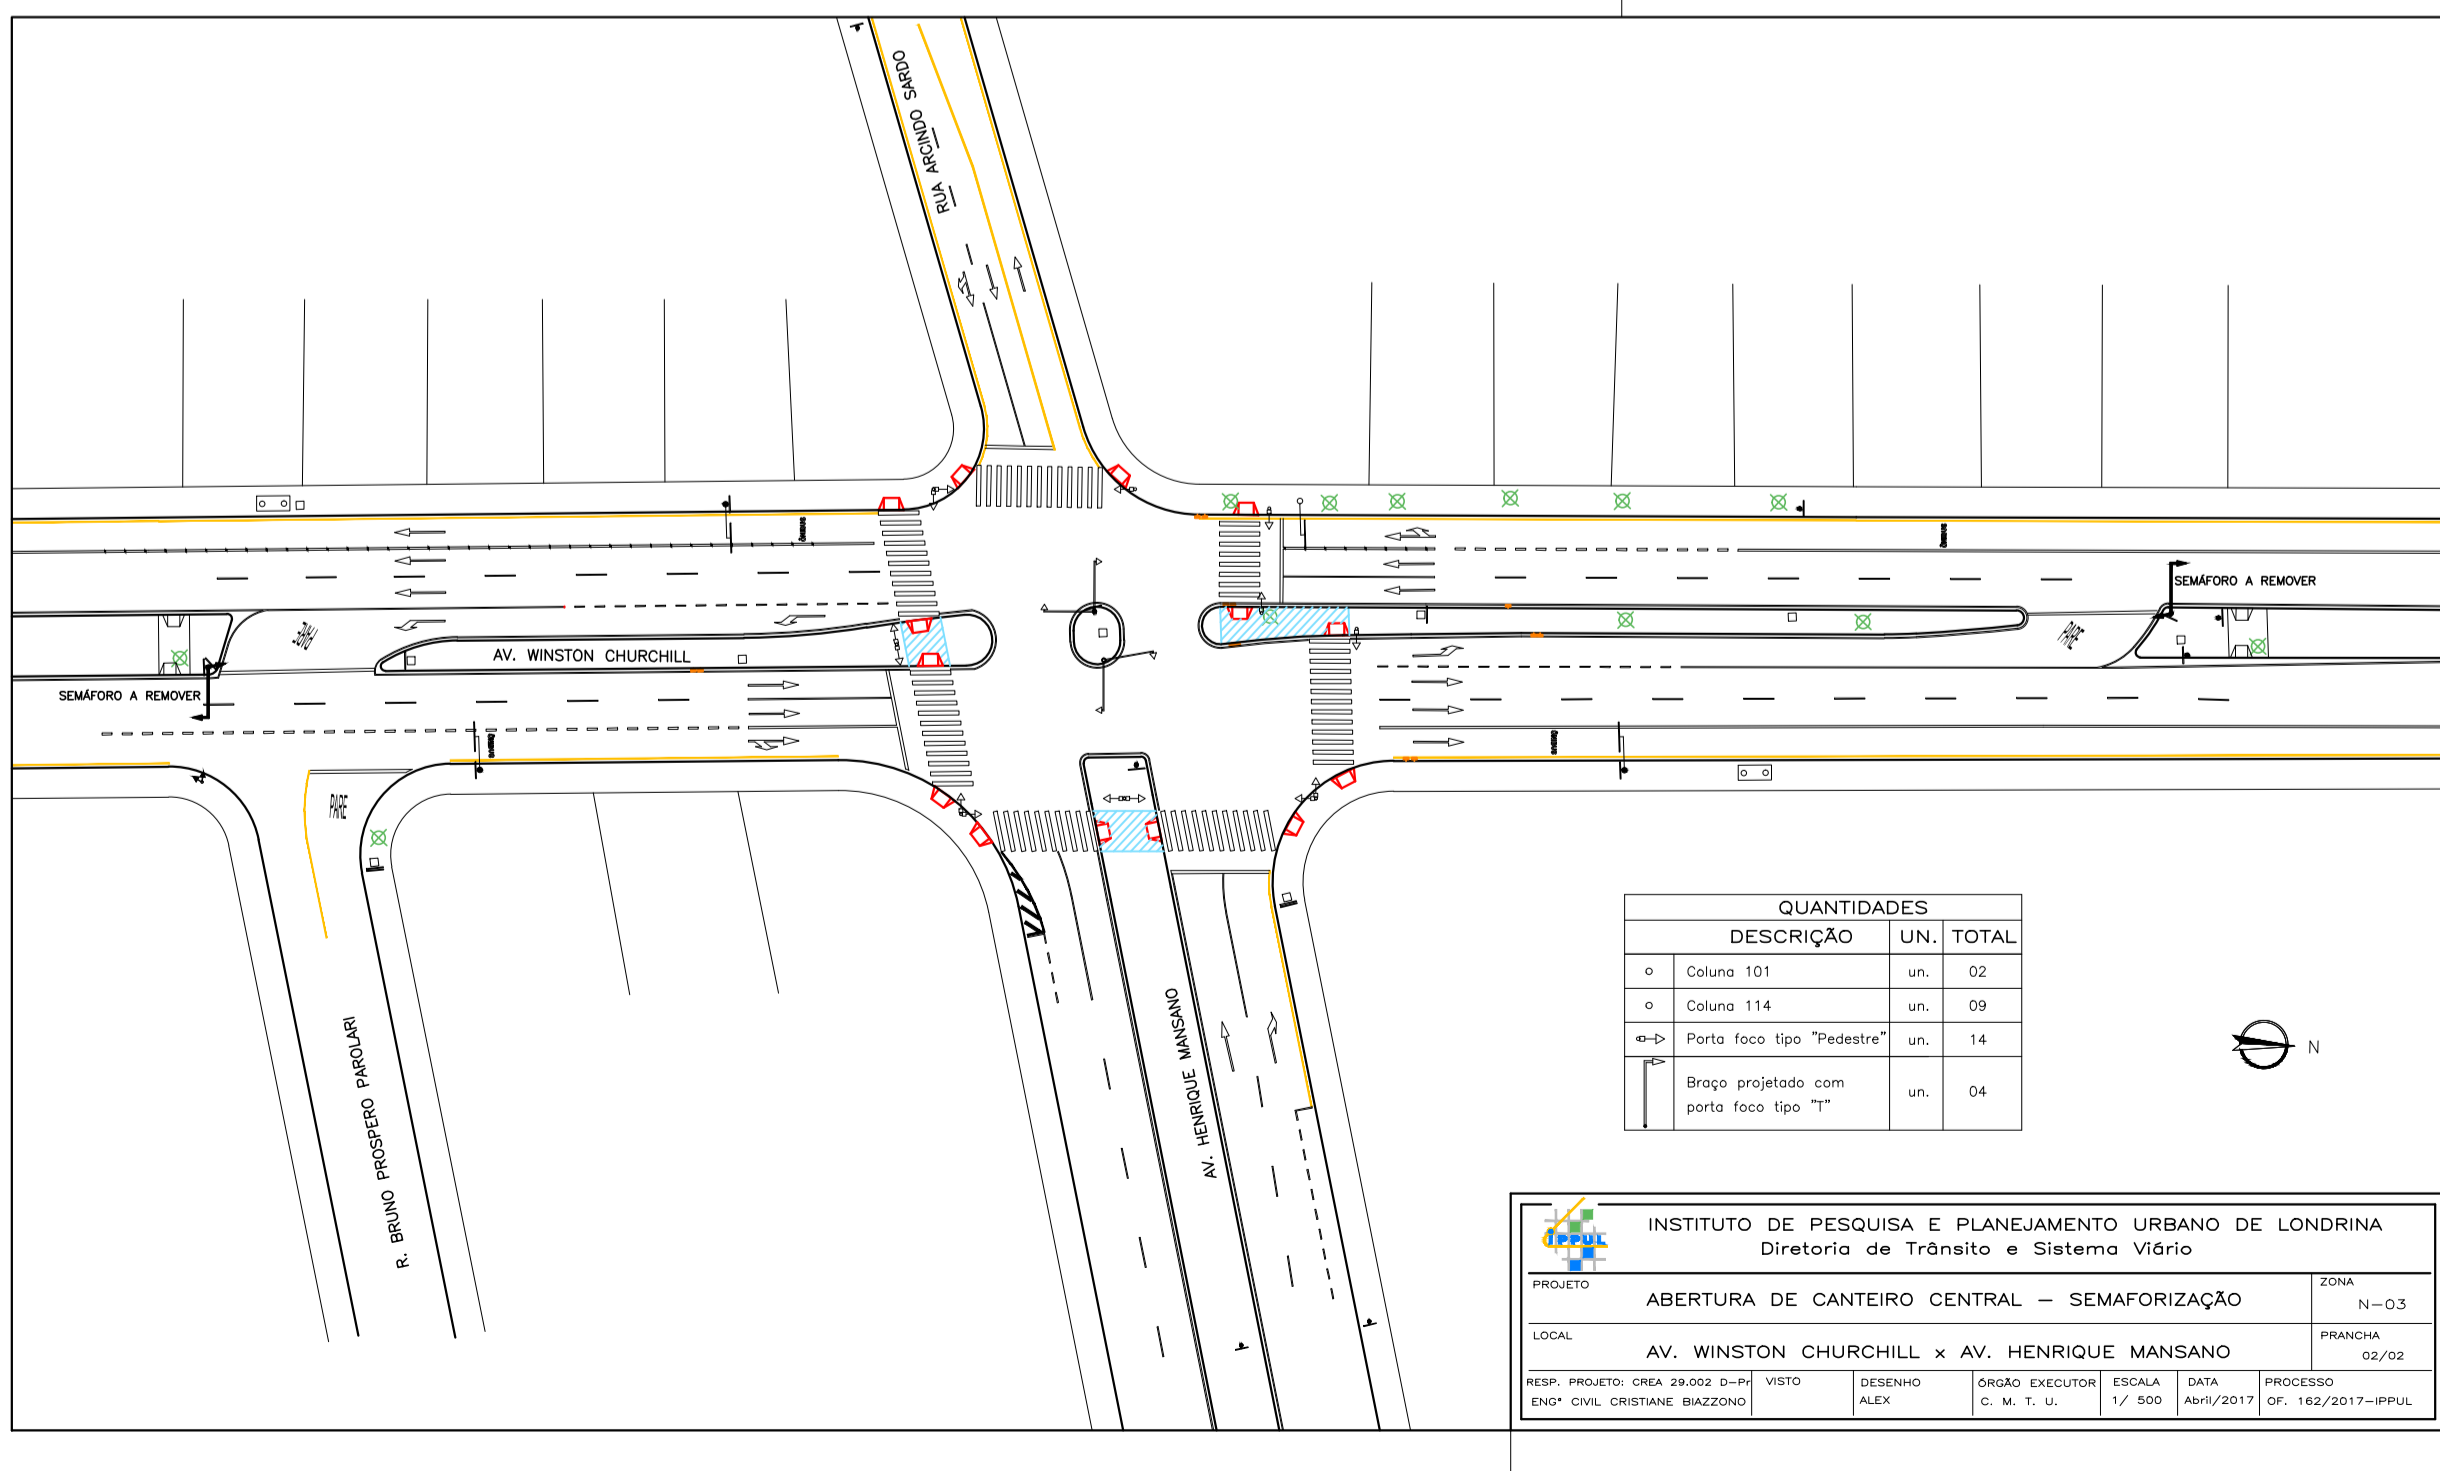 RUA ARCINDO SARDO
ÔNIBUS
ÔNIBUS
SEMÁFORO A REMOVER
PARE
PARE
AV. WINSTON CHURCHILL
SEMÁFORO A REMOVER
ÔNIBUS
ÔNIBUS
PARE
R. BRUNO PROSPERO PAROLARI
AV. HENRIQUE MANSANO
QUANTIDADES
DESCRIÇÃO UN. TOTAL
Coluna 101 un. 02
Coluna 114 un. 09
Porta foco tipo "Pedestre" un. 14
Braço projetado com
porta foco tipo "T" un. 04
N
IPPUL
INSTITUTO DE PESQUISA E PLANEJAMENTO URBANO DE LONDRINA
Diretoria de Trânsito e Sistema Viário
PROJETO
ABERTURA DE CANTEIRO CENTRAL – SEMAFORIZAÇÃO
ZONA
N-03
LOCAL
AV. WINSTON CHURCHILL x AV. HENRIQUE MANSANO
PRANCHA
02/02
RESP. PROJETO: CREA 29.002 D-Pr
ENG° CIVIL CRISTIANE BIAZZONO
VISTO
DESENHO
ALEX
ÓRGÃO EXECUTOR
C. M. T. U.
ESCALA
1/ 500
DATA
Abril/2017
PROCESSO
OF. 162/2017-IPPUL